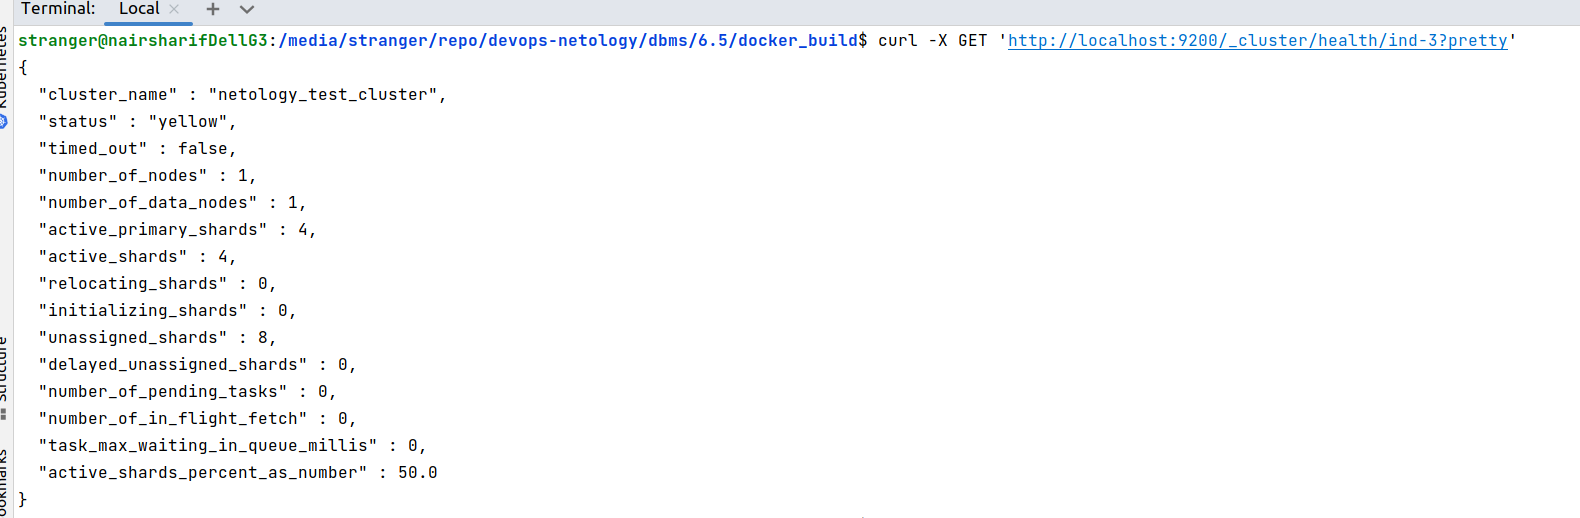 Terminal: Local
stranger@nairsharifDellG3:/media/stranger/repo/devops-netology/dbms/6.5/docker_build$ curl -X GET 'http://localhost:9200/_cluster/health/ind-3?pretty'
{
  "cluster_name" : "netology_test_cluster",
  "status" : "yellow",
  "timed_out" : false,
  "number_of_nodes" : 1,
  "number_of_data_nodes" : 1,
  "active_primary_shards" : 4,
  "active_shards" : 4,
  "relocating_shards" : 0,
  "initializing_shards" : 0,
  "unassigned_shards" : 8,
  "delayed_unassigned_shards" : 0,
  "number_of_pending_tasks" : 0,
  "number_of_in_flight_fetch" : 0,
  "task_max_waiting_in_queue_millis" : 0,
  "active_shards_percent_as_number" : 50.0
}
Kubernetes
Structure